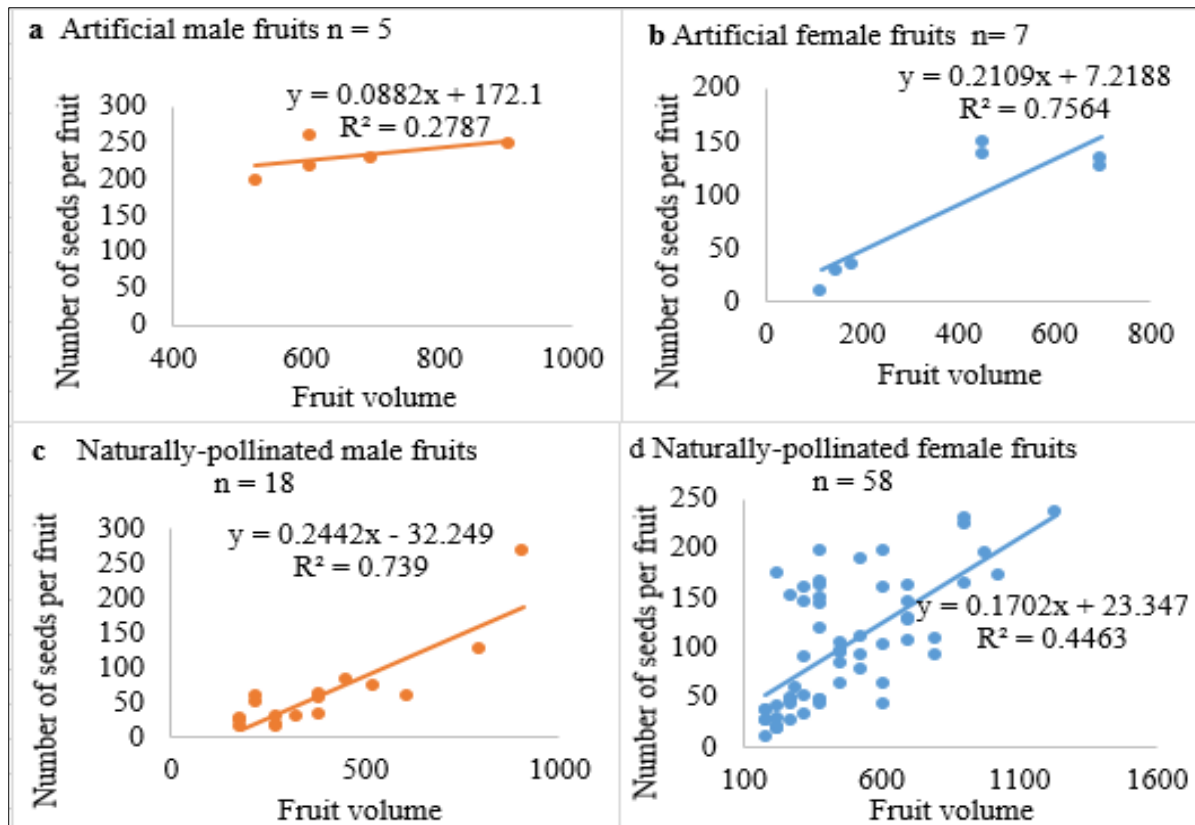 a Artificial male fruits n = 5
y = 0.0882x + 172.1
R² = 0.2787
Number of seeds per fruit
300
250
200
150
100
50
0
400 600 800 1000
Fruit volume
b Artificial female fruits n= 7
y = 0.2109x + 7.2188
R² = 0.7564
Number of seeds per fruit
200
150
100
50
0
0 200 400 600 800
Fruit volume
c Naturally-pollinated male fruits
n = 18
y = 0.2442x - 32.249
R² = 0.739
Number of seeds per fruit
300
250
200
150
100
50
0
0 500 1000
Fruit volume
d Naturally-pollinated female fruits
n = 58
y = 0.1702x + 23.347
R² = 0.4463
Number of seeds per fruit
250
200
150
100
50
0
100 600 1100 1600
Fruit volume